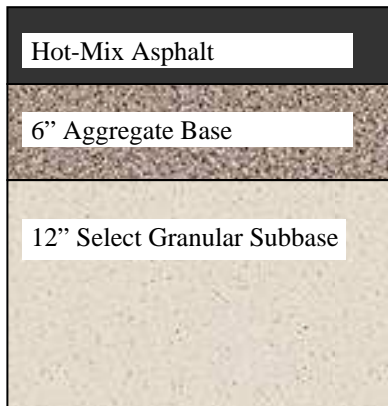 Hot-Mix Asphalt
6” Aggregate Base
12” Select Granular Subbase